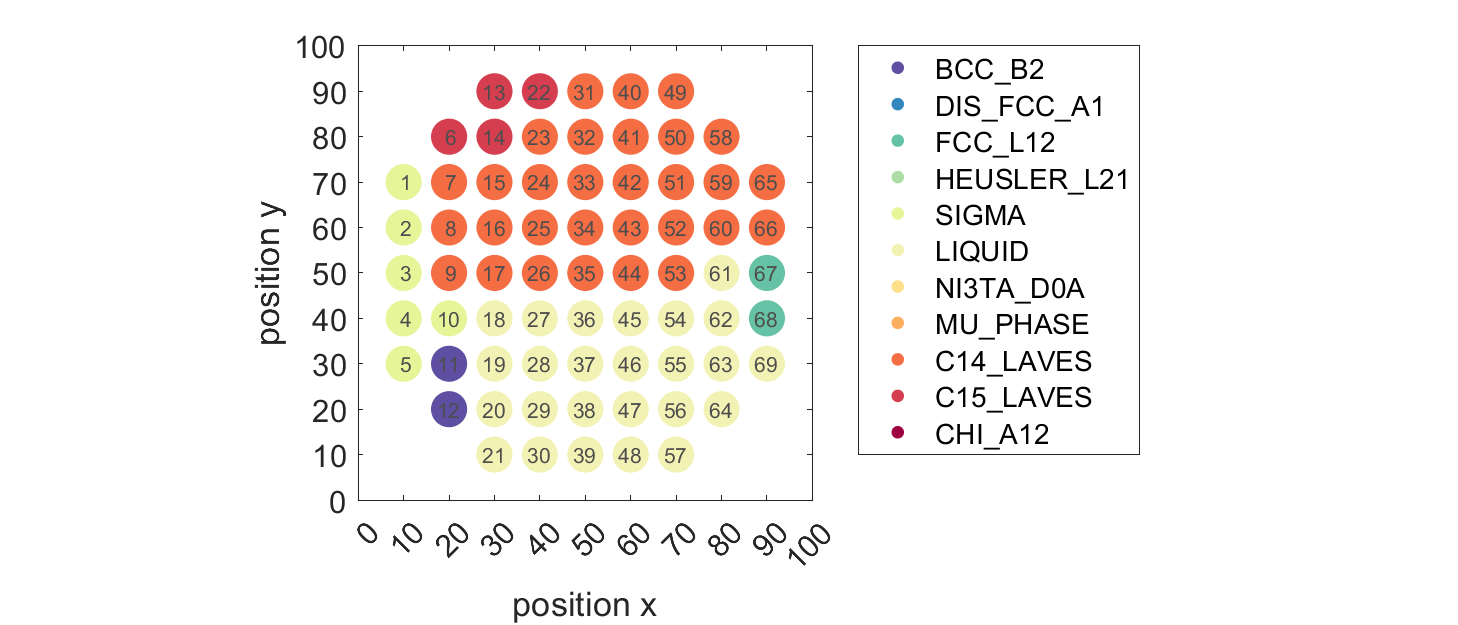 100
90 13 22 31 40 49
80 6 14 23 32 41 50 58
70 1 7 15 24 33 42 51 59 65
60 2 8 16 25 34 43 52 60 66
50 3 9 17 26 35 44 53 61 67
40 4 10 18 27 36 45 54 62 68
30 5 11 19 28 37 46 55 63 69
20 12 20 29 38 47 56 64
10 21 30 39 48 57
0
0 10 20 30 40 50 60 70 80 90 100
position x
position y
BCC_B2
DIS_FCC_A1
FCC_L12
HEUSLER_L21
SIGMA
LIQUID
NI3TA_D0A
MU_PHASE
C14_LAVES
C15_LAVES
CHI_A12